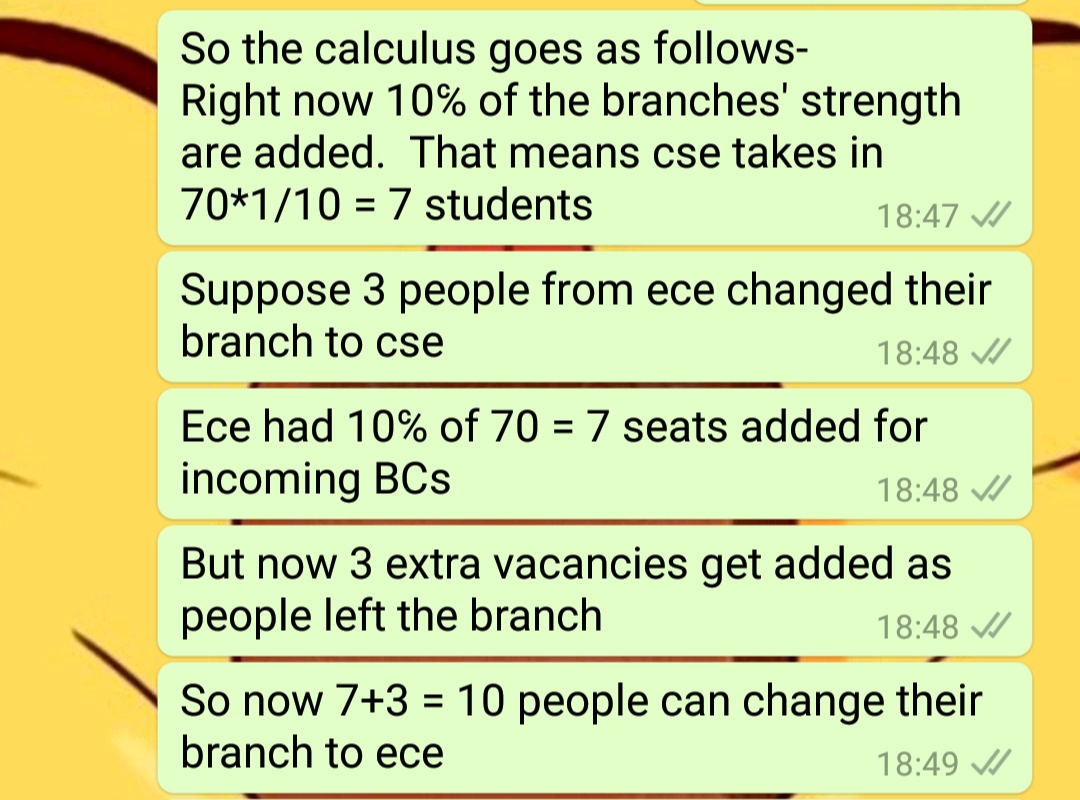 So the calculus goes as follows-
Right now 10% of the branches' strength
are added.  That means cse takes in
70*1/10 = 7 students
18:47
Suppose 3 people from ece changed their
branch to cse
18:48
Ece had 10% of 70 = 7 seats added for
incoming BCs
18:48
But now 3 extra vacancies get added as
people left the branch
18:48
So now 7+3 = 10 people can change their
branch to ece
18:49